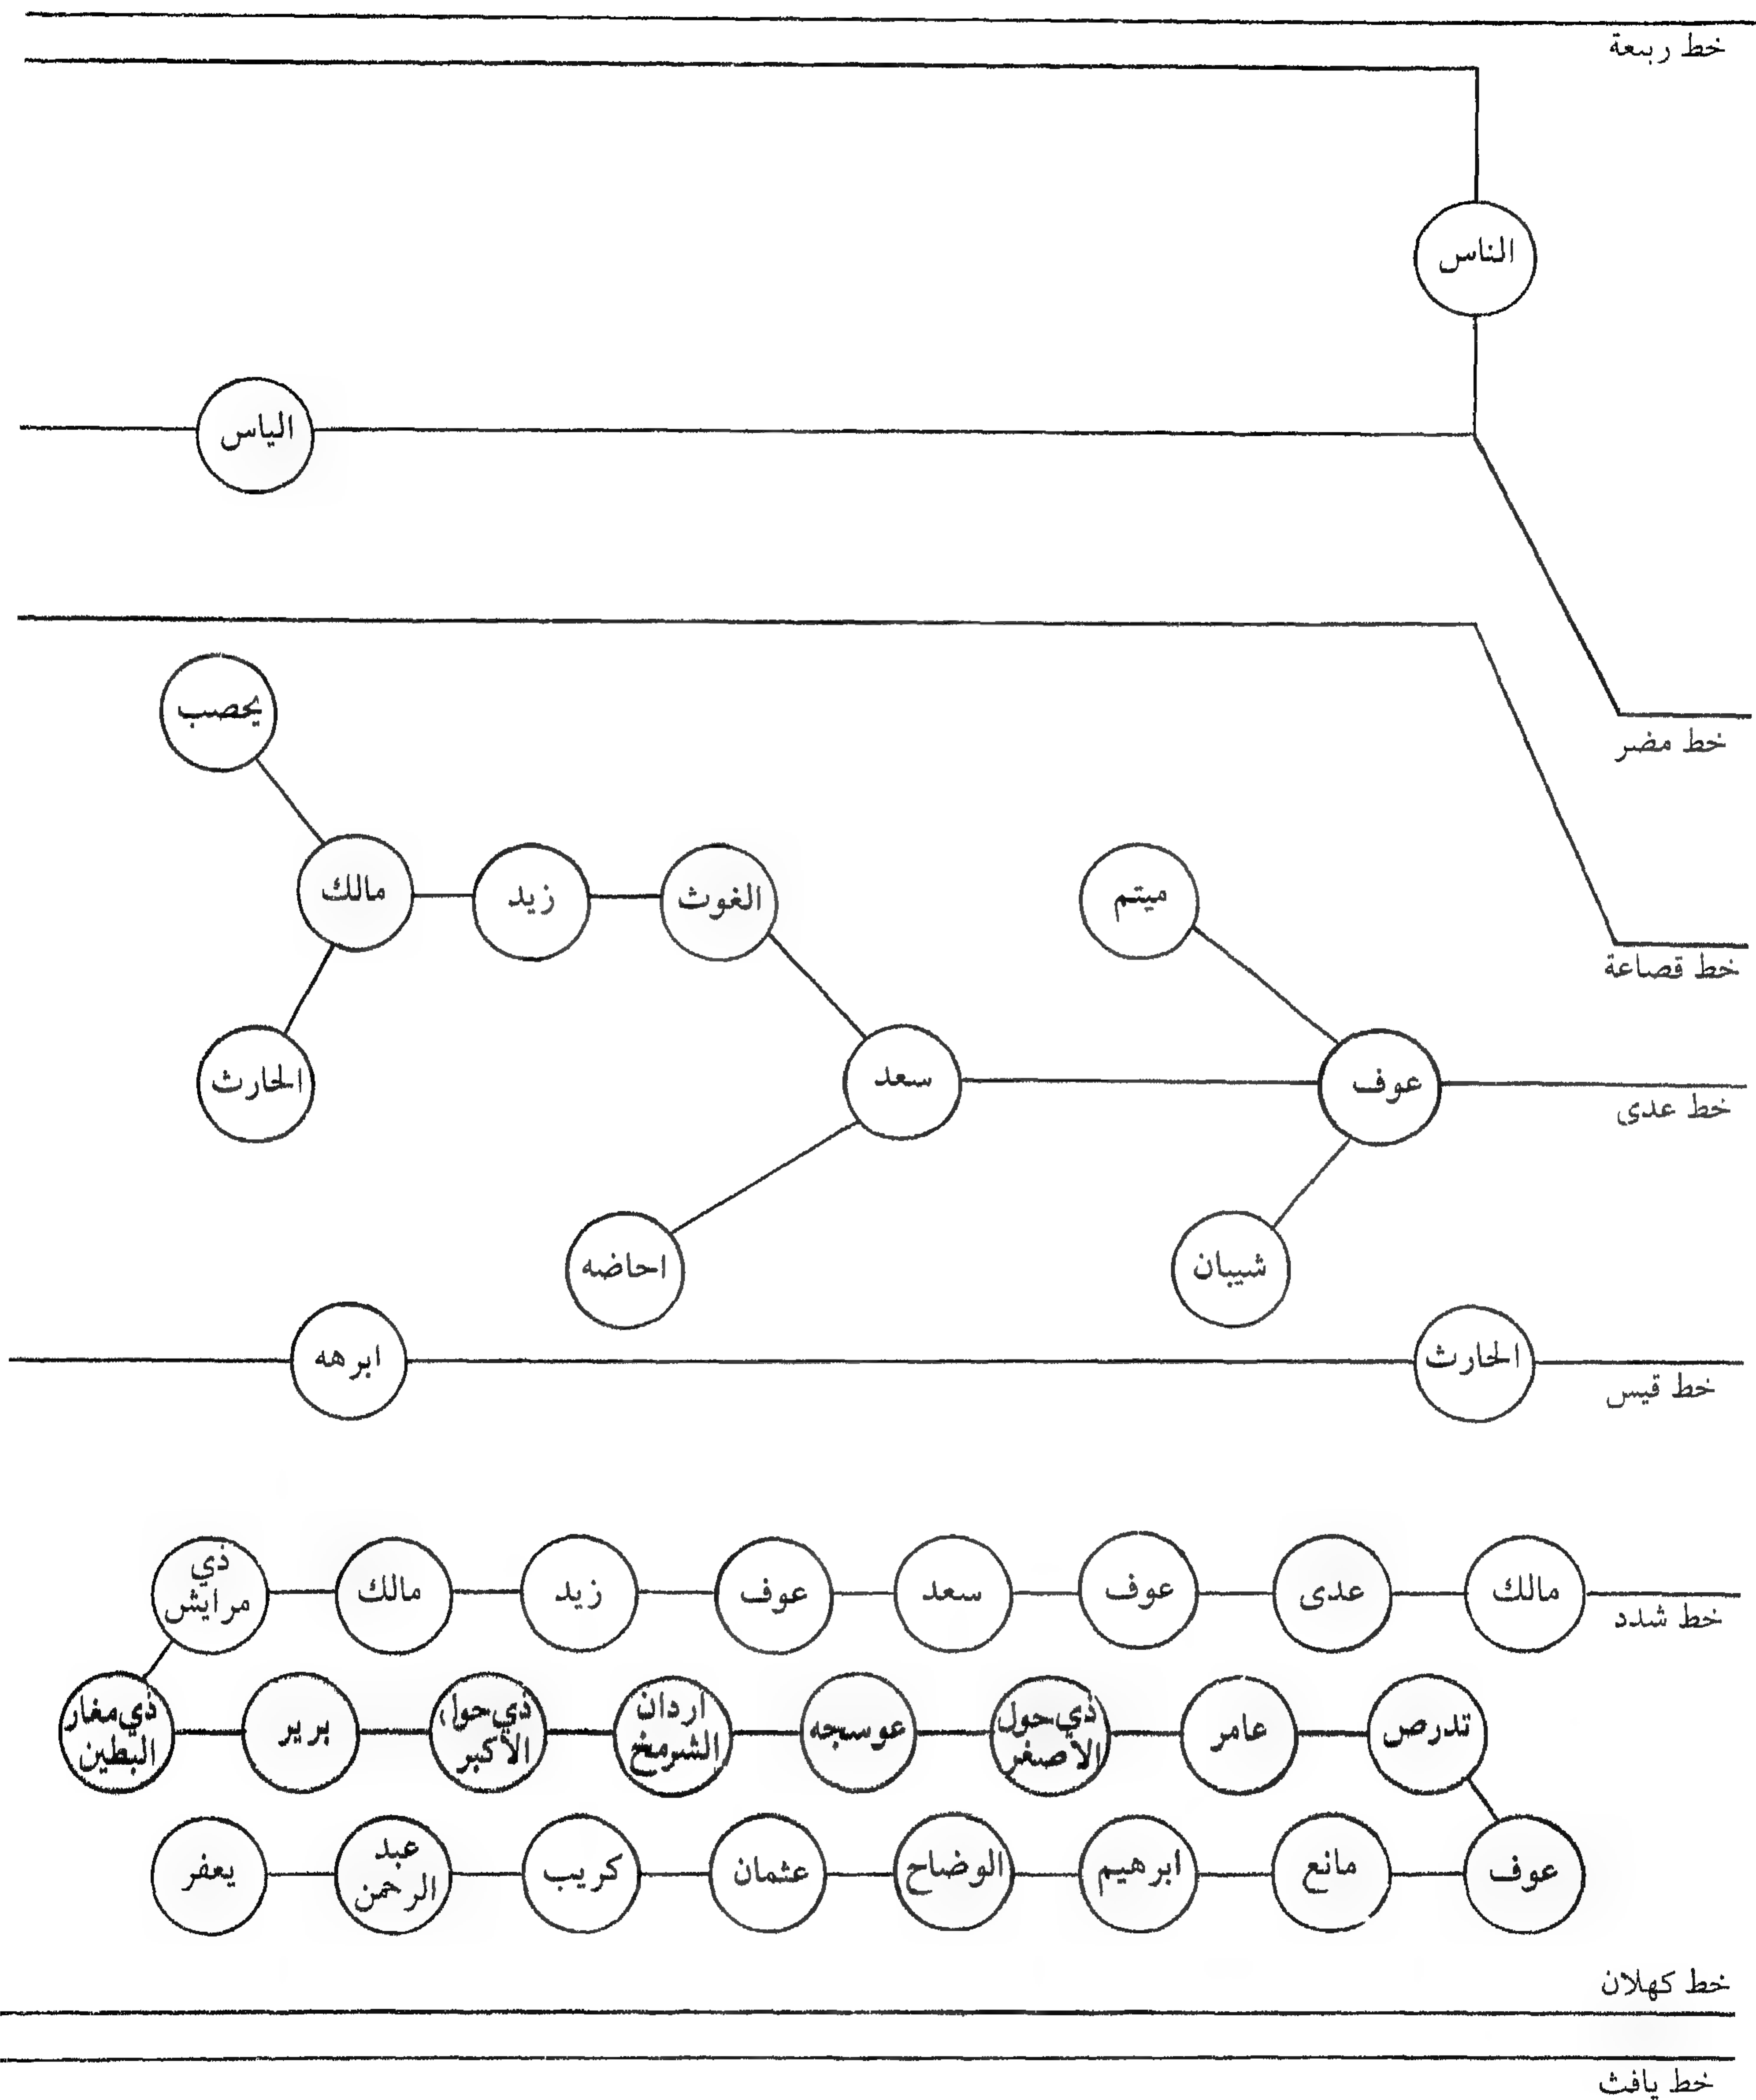 خط ربيعة
الناس
الياس
خط مضر
يحصب
مالك
زيد
الغوث
ميتم
خط قصاعة
الحارث
سعد
عوف
خط عدى
احاضه
شيبان
ابرهه
الحارث
خط قيس
مالك
عدى
عوف
سعد
عوف
زيد
مالك
ذي
مرايش
خط شدد
ذي مغار
البطين
برير
ذي حول
الأكبر
اردان
الشرمخ
عوسجه
ذي حول
الأصغر
عامر
تدرص
عوف
مانع
ابرهيم
الوضاح
عثمان
كريب
عبد
الرحمن
يعفر
خط كهلان
خط يافث